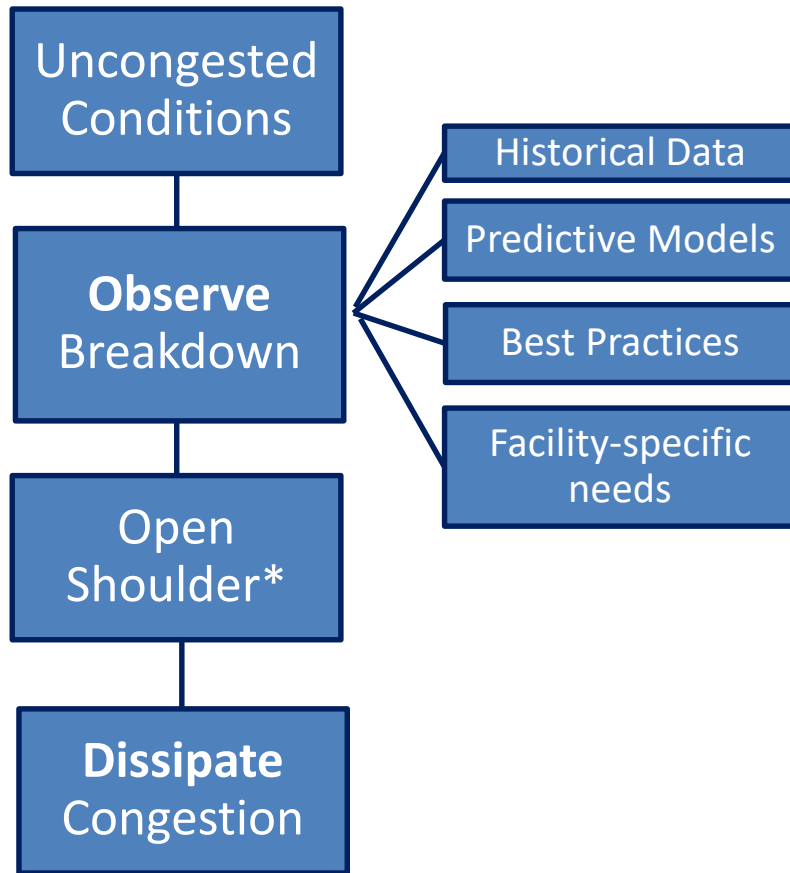 Uncongested
Conditions
Observe
Breakdown
Historical Data
Predictive Models
Best Practices
Facility-specific
needs
Open
Shoulder*
Dissipate
Congestion